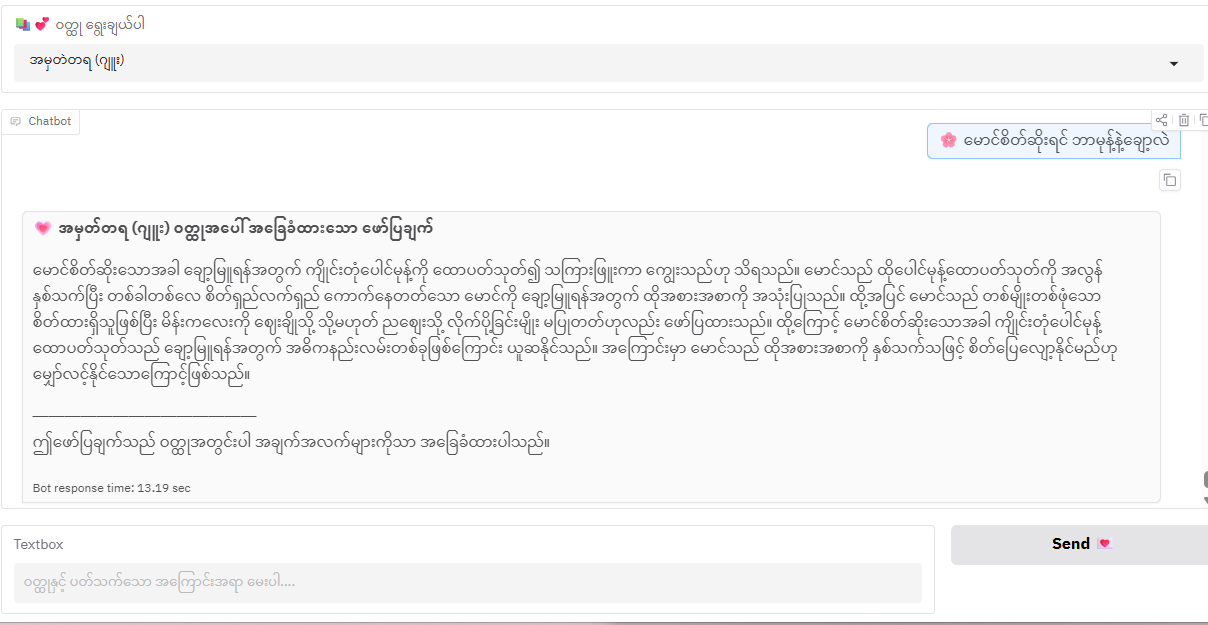 📚 💕 ဝတ္ထု ရွေးချယ်ပါ
အမှတဲတရ (ဂျူး)
Chatbot
🌸 မောင်စိတ်ဆိုးရင် ဘာမုန့်နဲ့ချော့လဲ
💗 အမှတ်တရ (ဂျူး) ဝတ္ထုအပေါ် အခြေခံထားသော ဖော်ပြချက်
မောင်စိတ်ဆိုးသောအခါ ချော့မြူရန်အတွက် ကျိုင်းတုံပေါင်မုန့်ကို ထောပတ်သုတ်၍ သကြားဖြူးကာ ကျွေးသည်ဟု သိရသည်။ မောင်သည် ထိုပေါင်မုန့်ထောပတ်သုတ်ကို အလွန်
နှစ်သက်ပြီး တစ်ခါတစ်လေ စိတ်ရှည်လက်ရှည် ကောက်နေတတ်သော မောင်ကို ချော့မြူရန်အတွက် ထိုအစားအစာကို အသုံးပြုသည်။ ထို့အပြင် မောင်သည် တစ်မျိုးတစ်ဖုံသော
စိတ်ထားရှိသူဖြစ်ပြီး မိန်းကလေးကို ဈေးချိုသို့ သို့မဟုတ် ညဈေးသို့ လိုက်ပို့ခြင်းမျိုး မပြုတတ်ဟုလည်း ဖော်ပြထားသည်။ ထို့ကြောင့် မောင်စိတ်ဆိုးသောအခါ ကျိုင်းတုံပေါင်မုန့်
ထောပတ်သုတ်သည် ချော့မြူရန်အတွက် အဓိကနည်းလမ်းတစ်ခုဖြစ်ကြောင်း ယူဆနိုင်သည်။ အကြောင်းမှာ မောင်သည် ထိုအစားအစာကို နှစ်သက်သဖြင့် စိတ်ပြေလျော့နိုင်မည်ဟု
မျှော်လင့်နိုင်သောကြောင့်ဖြစ်သည်။
ဤဖော်ပြချက်သည် ဝတ္ထုအတွင်းပါ အချက်အလက်များကိုသာ အခြေခံထားပါသည်။
Bot response time: 13.19 sec
Textbox
Send 💌
ဝတ္ထုနှင့် ပတ်သက်သော အကြောင်းအရာ မေးပါ....